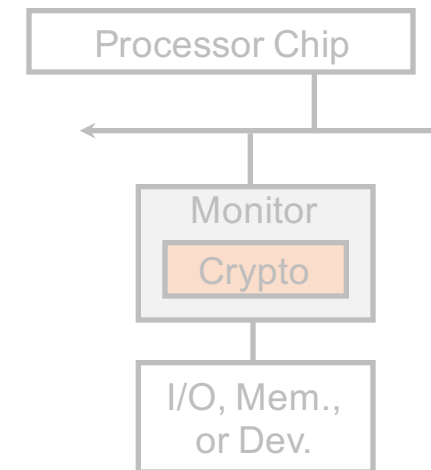 Processor Chip
Monitor
Crypto
I/O, Mem.,
or Dev.